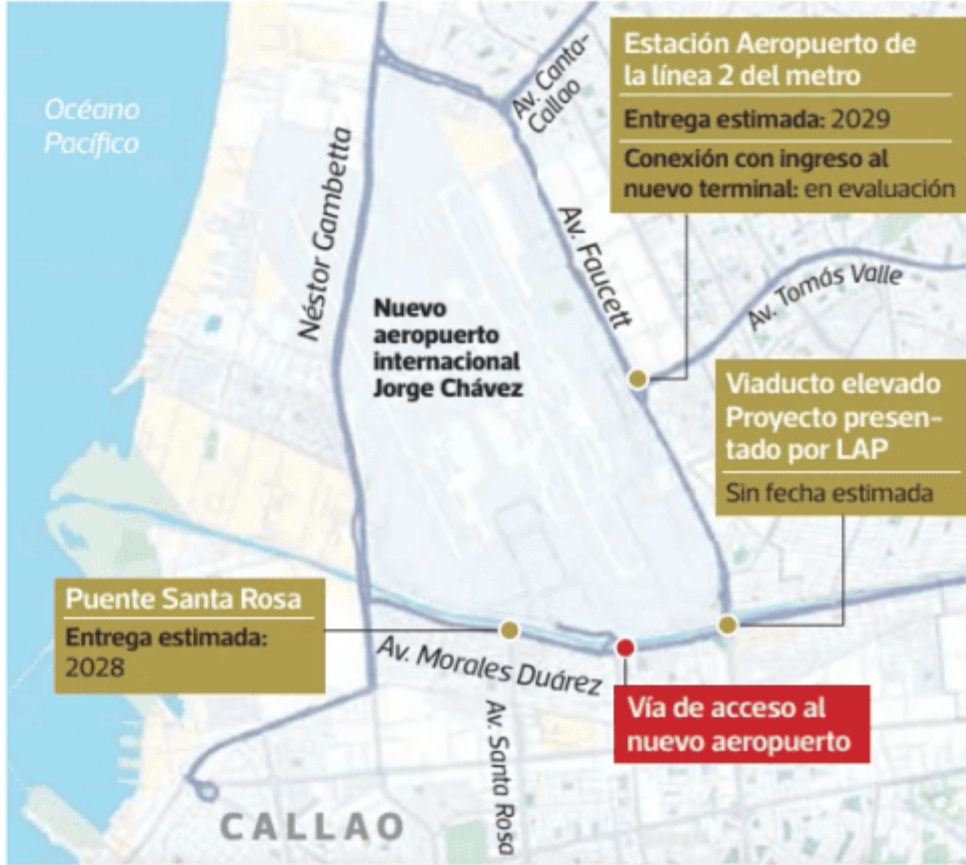 Océano
Pacífico
Néstor Gambetta
Av. Canta-
Callao
Estación Aeropuerto de
la línea 2 del metro
Entrega estimada: 2029
Conexión con ingreso al
nuevo terminal: en evaluación
Av. Faucett
Av. Tomás Valle
Nuevo
aeropuerto
internacional
Jorge Chávez
Viaducto elevado
Proyecto presen-
tado por LAP
Sin fecha estimada
Puente Santa Rosa
Entrega estimada:
2028
Av. Morales Duárez
Av. Santa Rosa
Vía de acceso al
nuevo aeropuerto
CALLAO